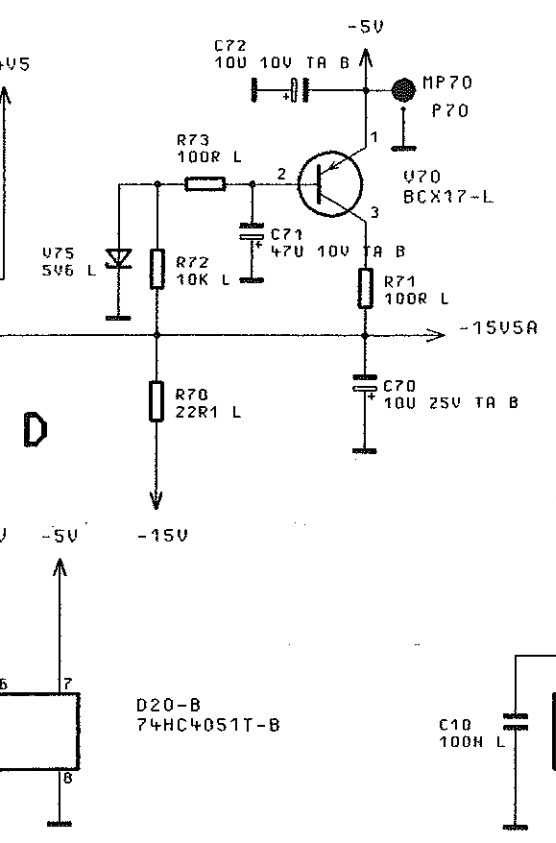 -5V
C72
10U 10V TA B
+V5
MP70
P70
1
R73
100R L
2
V70
BCX17-L
3
C71
47U 10V TA B
V75
5V6 L
R72
10K L
R71
100R L
-15V5A
R70
22R1 L
C70
10U 25V TA B
D
V
-5V
-15V
6
7
D20-B
74HC4051T-B
C10
100N L
8